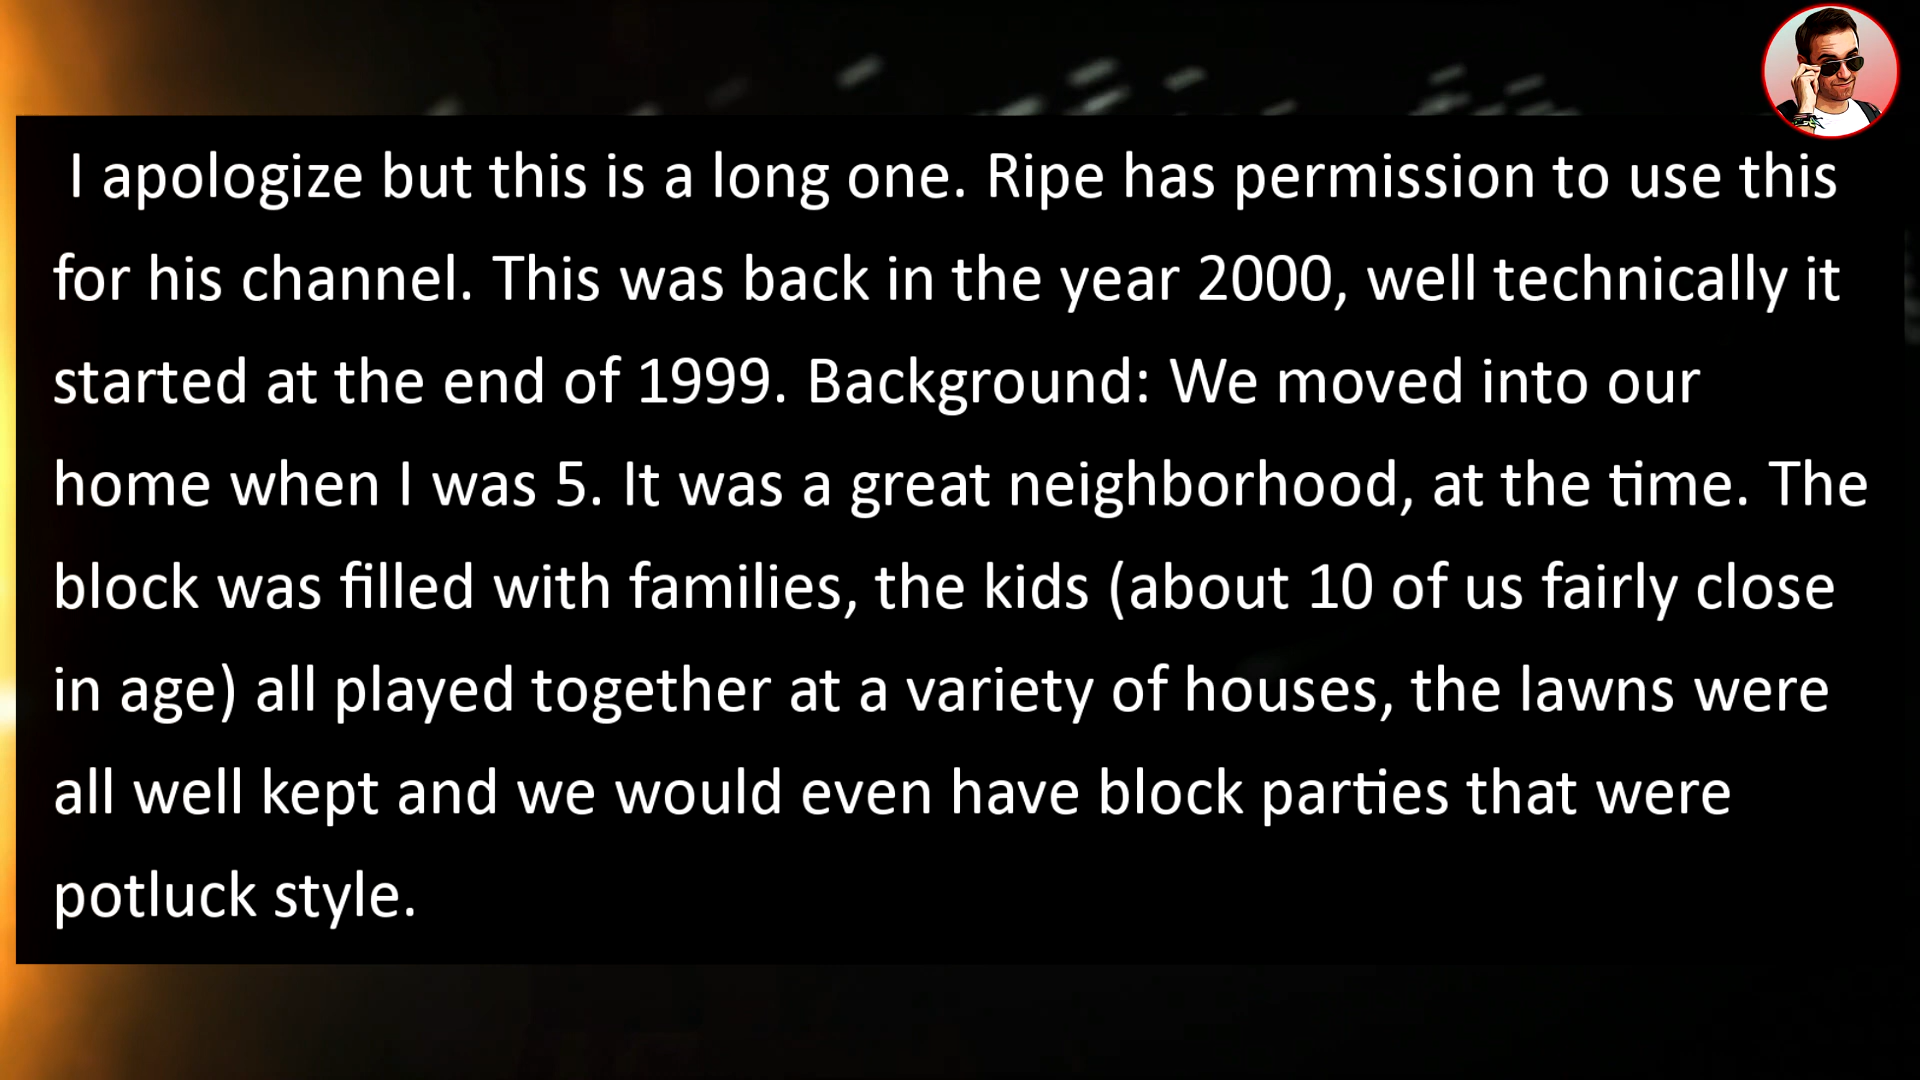 I apologize but this is a long one. Ripe has permission to use this
for his channel. This was back in the year 2000, well technically it
started at the end of 1999. Background: We moved into our
home when I was 5. It was a great neighborhood, at the time. The
block was filled with families, the kids (about 10 of us fairly close
in age) all played together at a variety of houses, the lawns were
all well kept and we would even have block parties that were
potluck style.